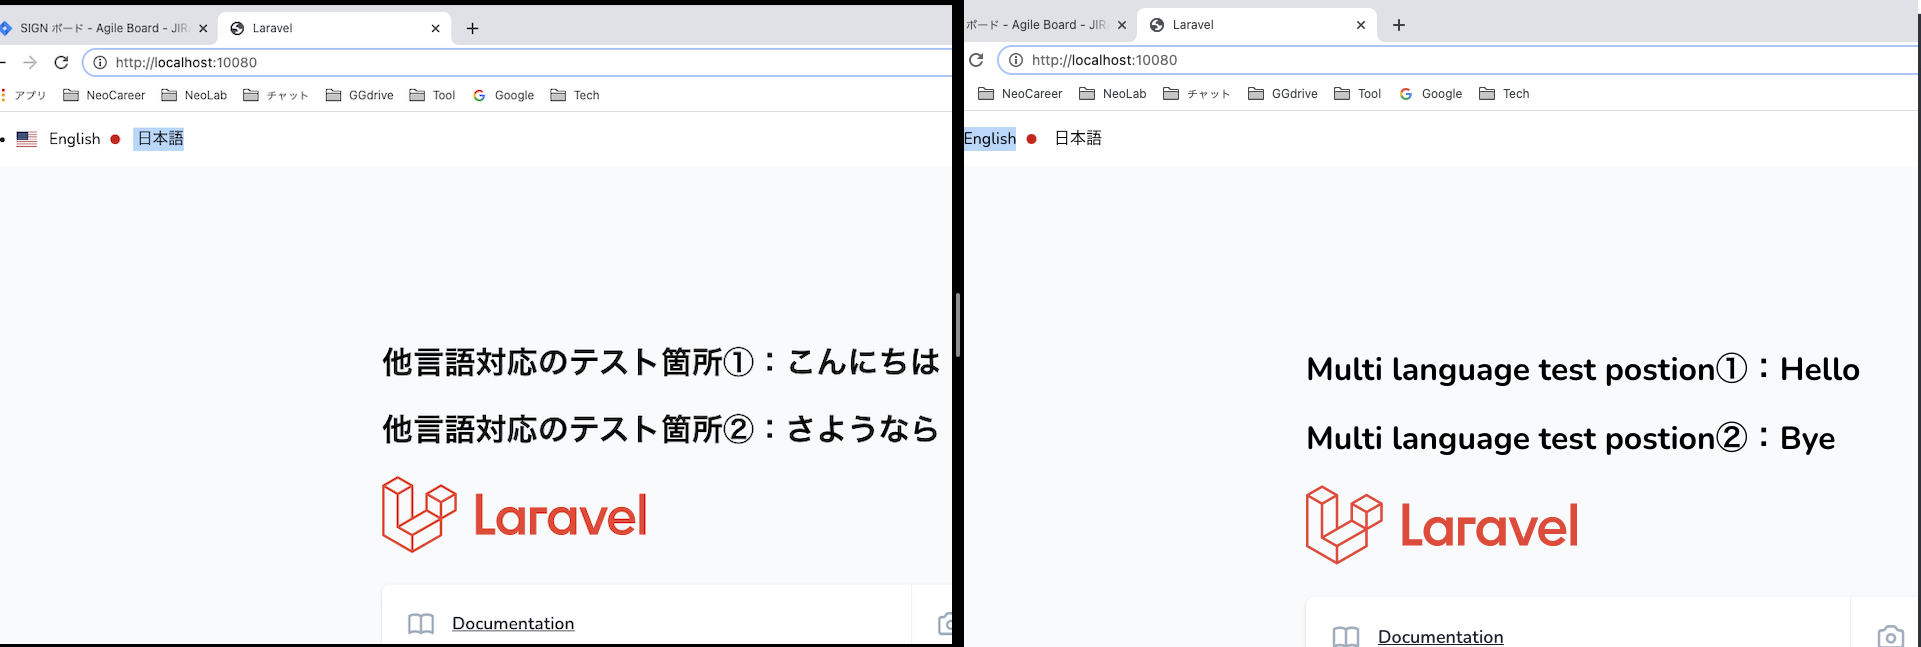 SIGN ボード - Agile Board - JIR
Laravel
http://localhost:10080
アプリ
NeoCareer
NeoLab
チャット
GGdrive
Tool
Google
Tech
English
日本語
他言語対応のテスト箇所①：こんにちは
他言語対応のテスト箇所②：さようなら
Laravel
Documentation
ボード - Agile Board - JIR
Laravel
http://localhost:10080
NeoCareer
NeoLab
チャット
GGdrive
Tool
Google
Tech
English
日本語
Multi language test postion①：Hello
Multi language test postion②：Bye
Laravel
Documentation